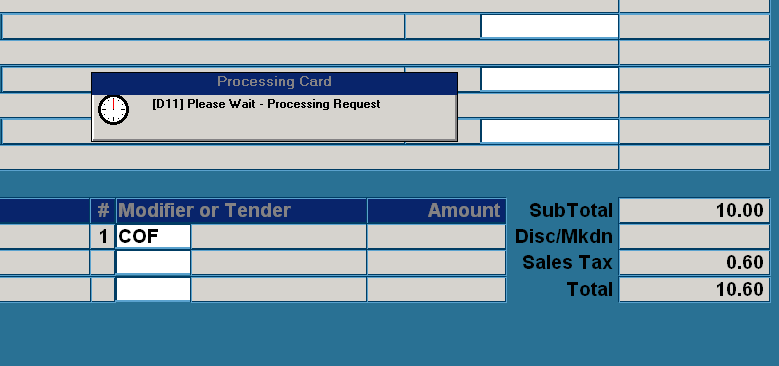 Processing Card
[D11] Please Wait - Processing Request
# Modifier or Tender Amount SubTotal 10.00
1 COF Disc/Mkdn
Sales Tax 0.60
Total 10.60